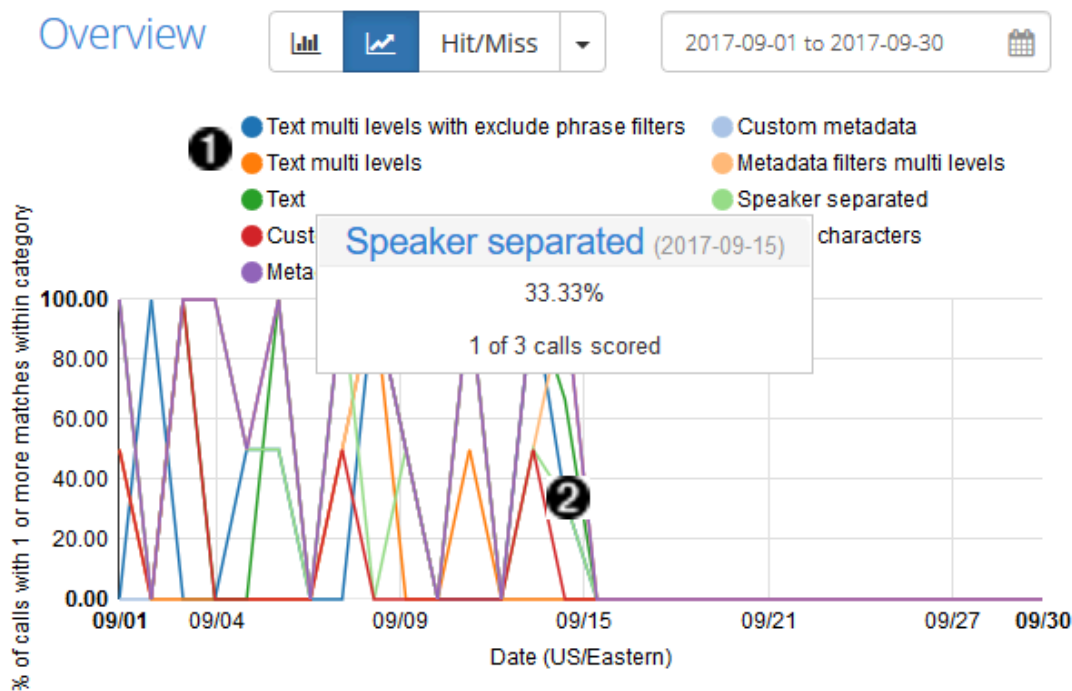 Overview
Hit/Miss
2017-09-01 to 2017-09-30
1
Text multi levels with exclude phrase filters
Custom metadata
Text multi levels
Metadata filters multi levels
Text
Speaker separated
Cust
characters
Meta
Speaker separated (2017-09-15)
33.33%
1 of 3 calls scored
% of calls with 1 or more matches within category
100.00
80.00
60.00
40.00
20.00
0.00
2
09/01 09/04 09/09 09/15 09/21 09/27 09/30
Date (US/Eastern)